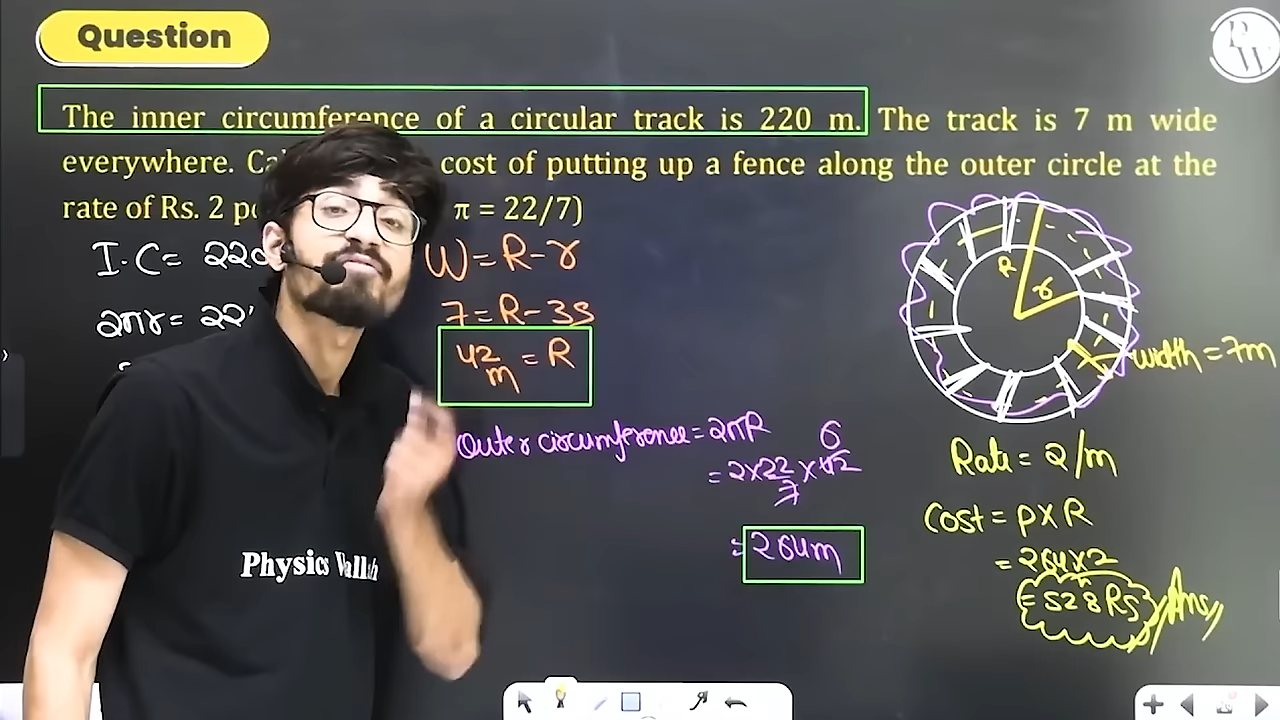 Question
PW
The inner circumference of a circular track is 220 m. The track is 7 m wide
everywhere. cost of putting up a fence along the outer circle at the
rate of Rs. 2 π = 22/7)
I.C = 220
2πr = 22
W = R - r
7 = R - 35
42 m = R
Outer circumference = 2πR
= 2 × 22/7 × 42
6
= 264m
R
r
width = 7m
Rate = 2/m
Cost = P × R
= 264 × 2
= 528 Rs Ans
Physics Wallah